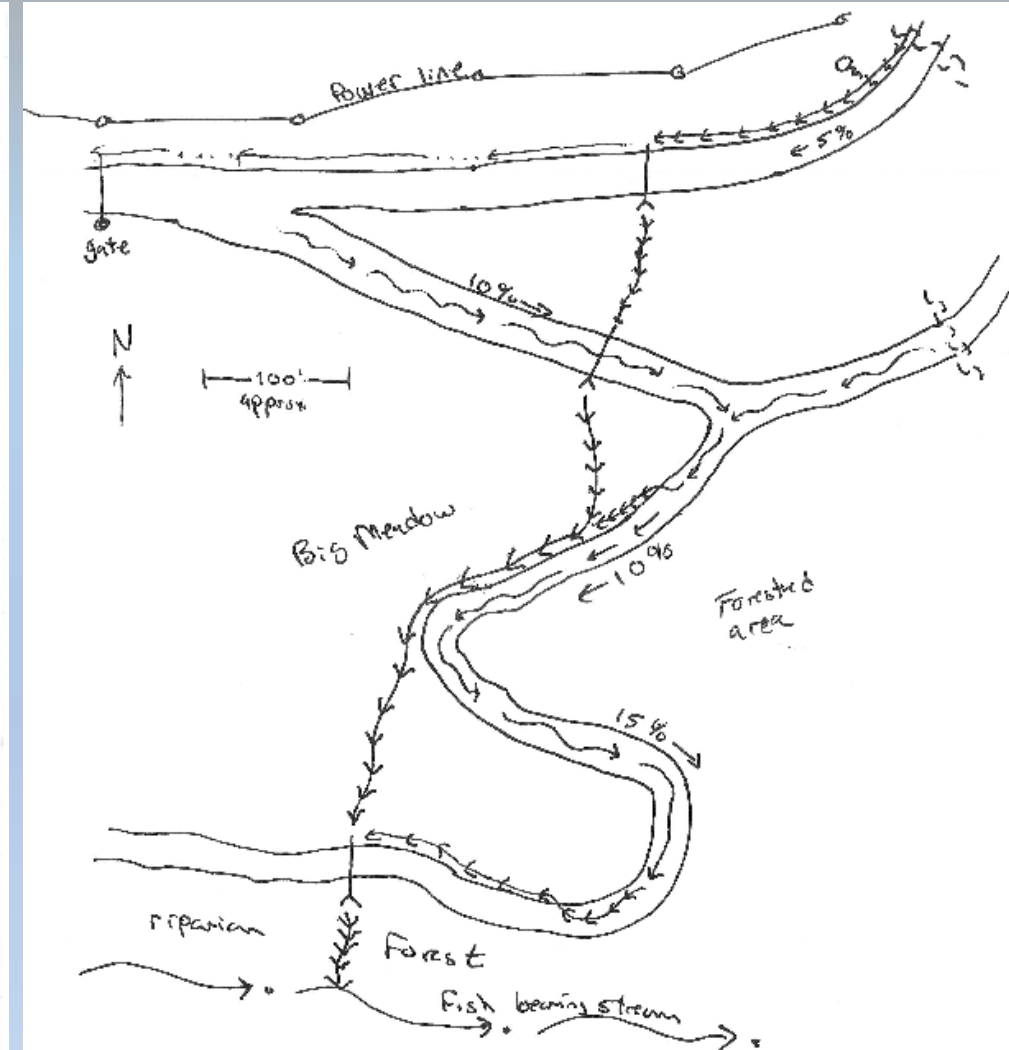 Power line
5%
gate
10%
N
100'
approx
Big Meadow
10%
Forested
area
15%
riparian
Forest
Fish bearing stream